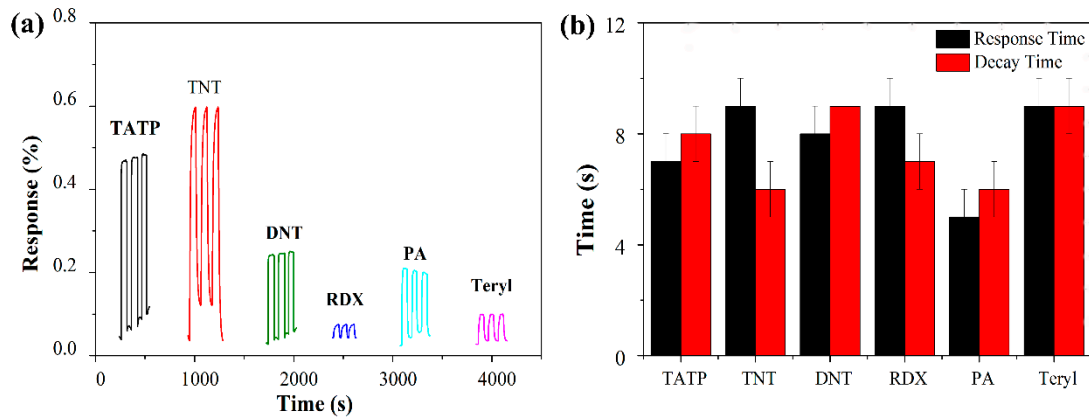 (a)
Response (%)
0.8
0.6
0.4
0.2
0.0
TATP
TNT
DNT
RDX
PA
Teryl
0
1000
2000
3000
4000
Time (s)
(b)
Time (s)
12
8
4
0
Response Time
Decay Time
TATP
TNT
DNT
RDX
PA
Teryl